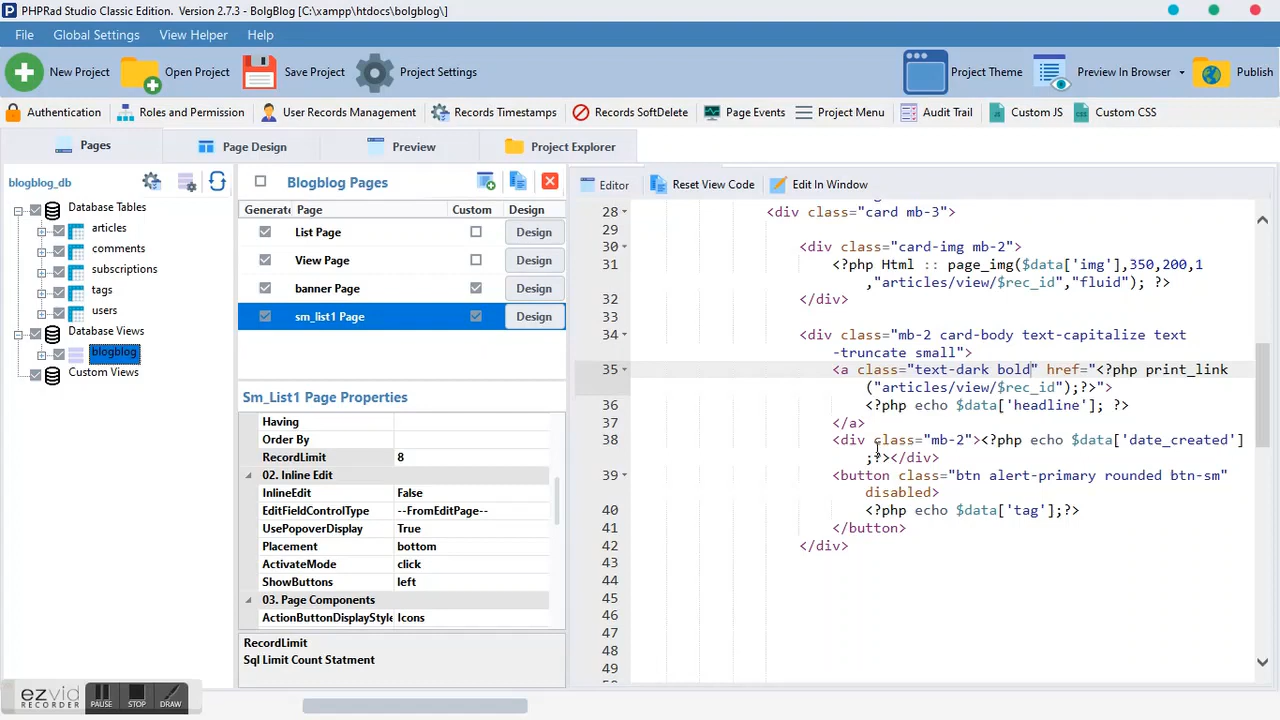 PHPRad Studio Classic Edition.  Version 2.7.3 - BolgBlog [C:\xampp\htdocs\bolgblog\]
File Global Settings View Helper Help
New Project Open Project Save Project Project Settings Project Theme Preview In Browser Publish
Authentication Roles and Permission User Records Management Records Timestamps Records SoftDelete Page Events Project Menu Audit Trail Custom JS Custom CSS
Pages Page Design Preview Project Explorer
blogblog_db
Database Tables
articles
comments
subscriptions
tags
users
Database Views
blogblog
Custom Views
Blogblog Pages
Generate Page Custom Design
List Page Design
View Page Design
banner Page Design
sm_list1 Page Design
Sm_List1 Page Properties
Having
Order By
RecordLimit 8
02. Inline Edit
InlineEdit False
EditFieldControlType --FromEditPage--
UsePopoverDisplay True
Placement bottom
ActivateMode click
ShowButtons left
03. Page Components
ActionButtonDisplayStyle Icons
RecordLimit
Sql Limit Count Statment
Editor Reset View Code Edit In Window
28 <div class="card mb-3">
29
30 <div class="card-img mb-2">
31 <?php Html :: page_img($data['img'],350,200,1
,"articles/view/$rec_id","fluid"); ?>
32 </div>
33
34 <div class="mb-2 card-body text-capitalize text
-truncate small">
35 <a class="text-dark bold" href="<?php print_link
("articles/view/$rec_id");?>">
36 <?php echo $data['headline']; ?>
37 </a>
38 <div class="mb-2"><?php echo $data['date_created']
;?></div>
39 <button class="btn alert-primary rounded btn-sm"
disabled>
40 <?php echo $data['tag'];?>
41 </button>
42 </div>
43
44
45
46
47
48
49
ezvid
RECORDER
PAUSE STOP DRAW